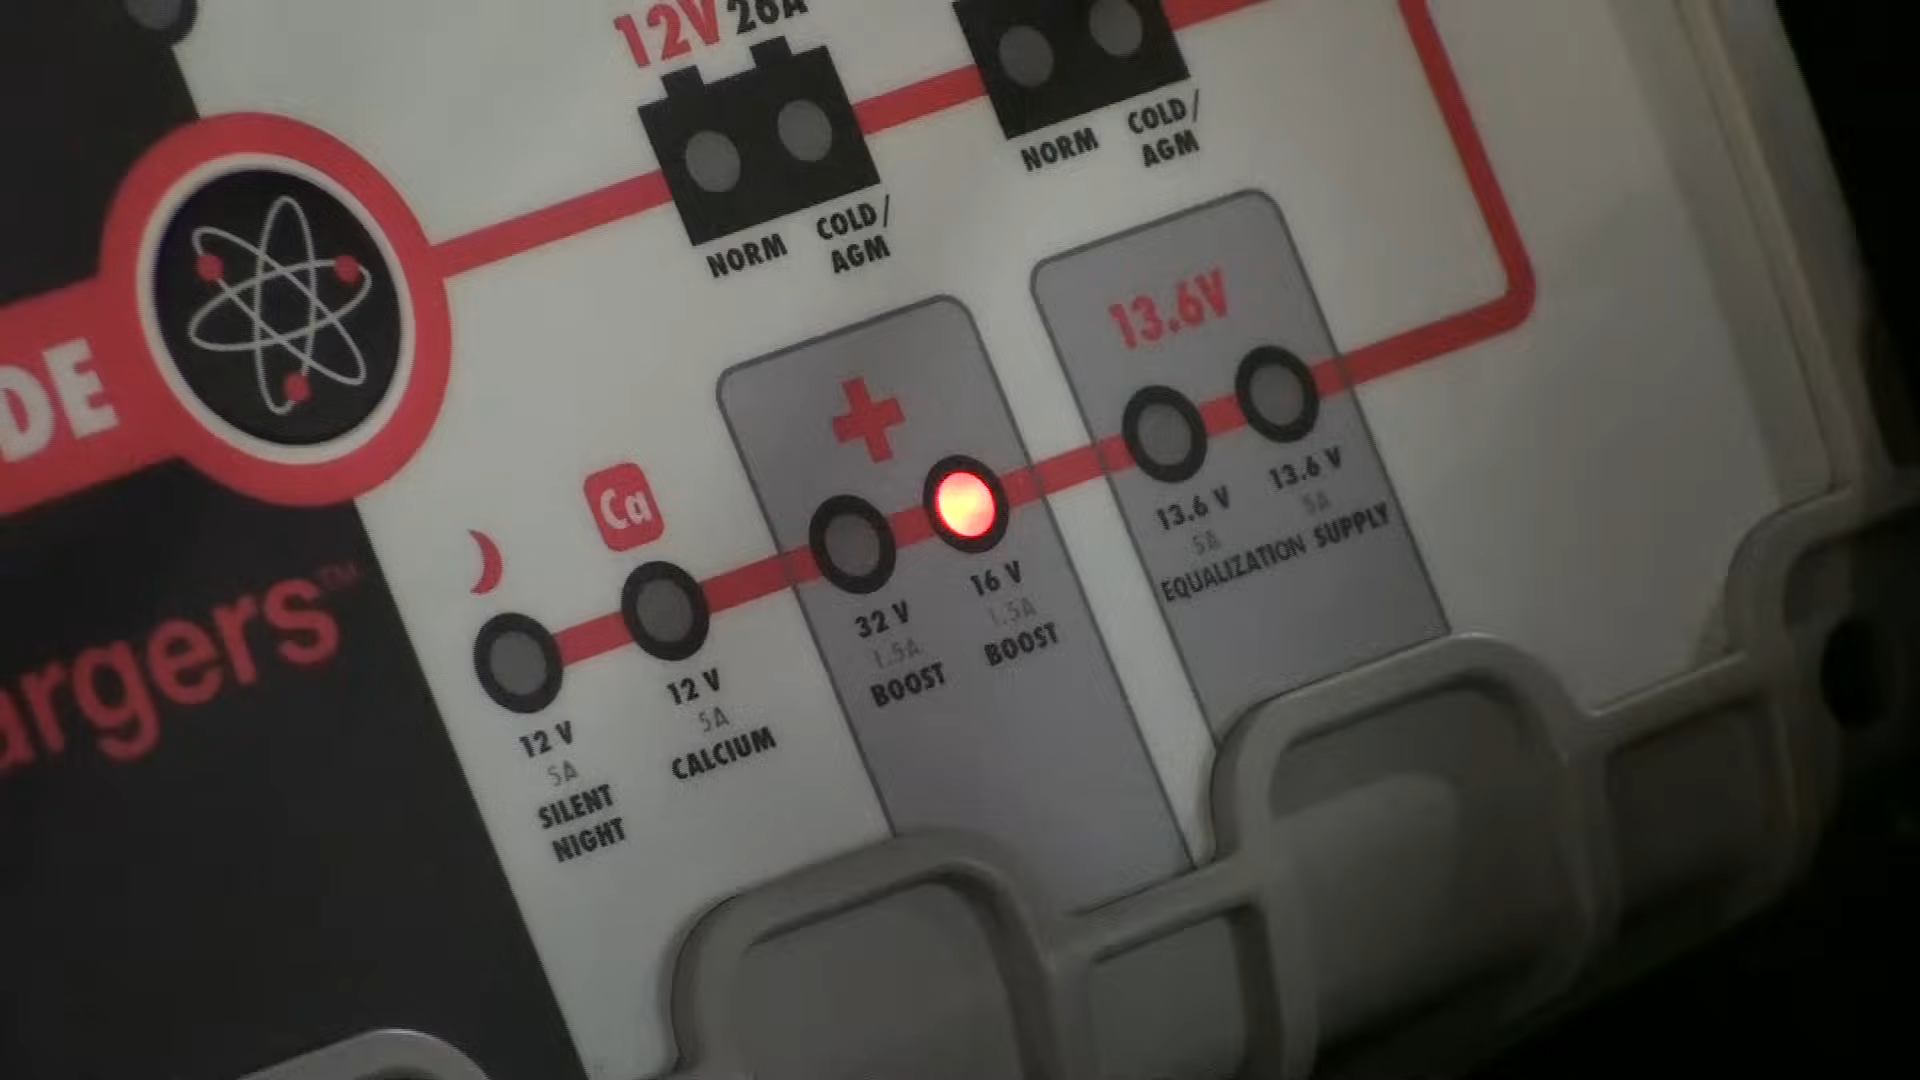 12V 26A
NORM
COLD/
AGM
NORM
COLD/
AGM
DE
argers™
Ca
13.6V
12 V
5A
SILENT
NIGHT
12 V
5A
CALCIUM
32 V
1.5A
BOOST
16 V
1.5A
BOOST
13.6 V
5A
EQUALIZATION
13.6 V
5A
SUPPLY